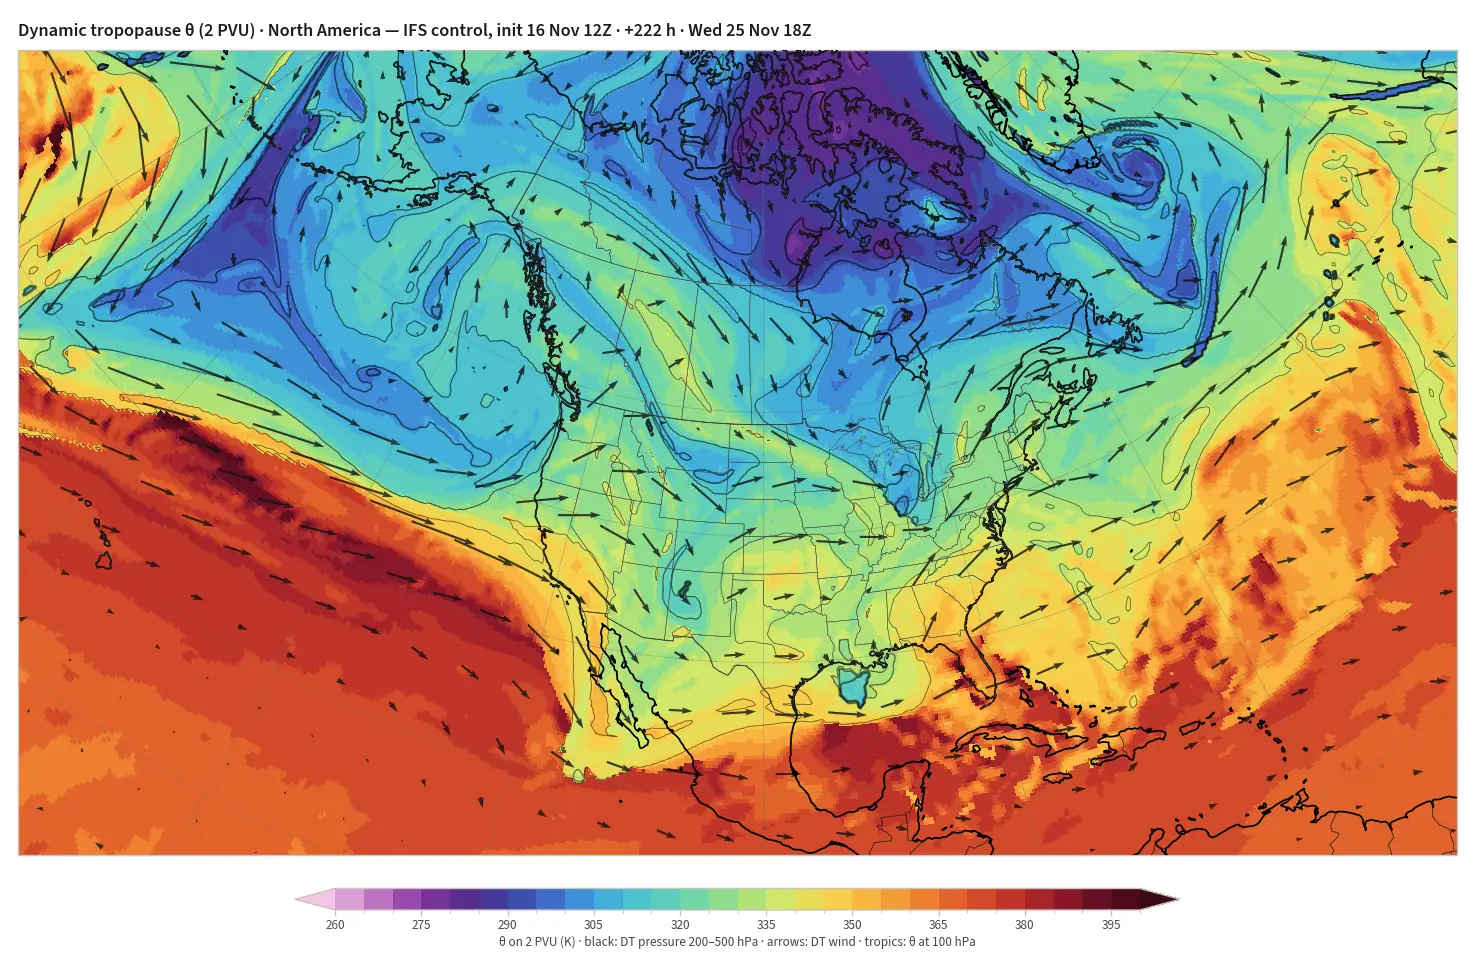 Dynamic tropopause θ (2 PVU) · North America — IFS control, init 16 Nov 12Z · +222 h · Wed 25 Nov 18Z
260 275 290 305 320 335 350 365 380 395
θ on 2 PVU (K) · black: DT pressure 200–500 hPa · arrows: DT wind · tropics: θ at 100 hPa